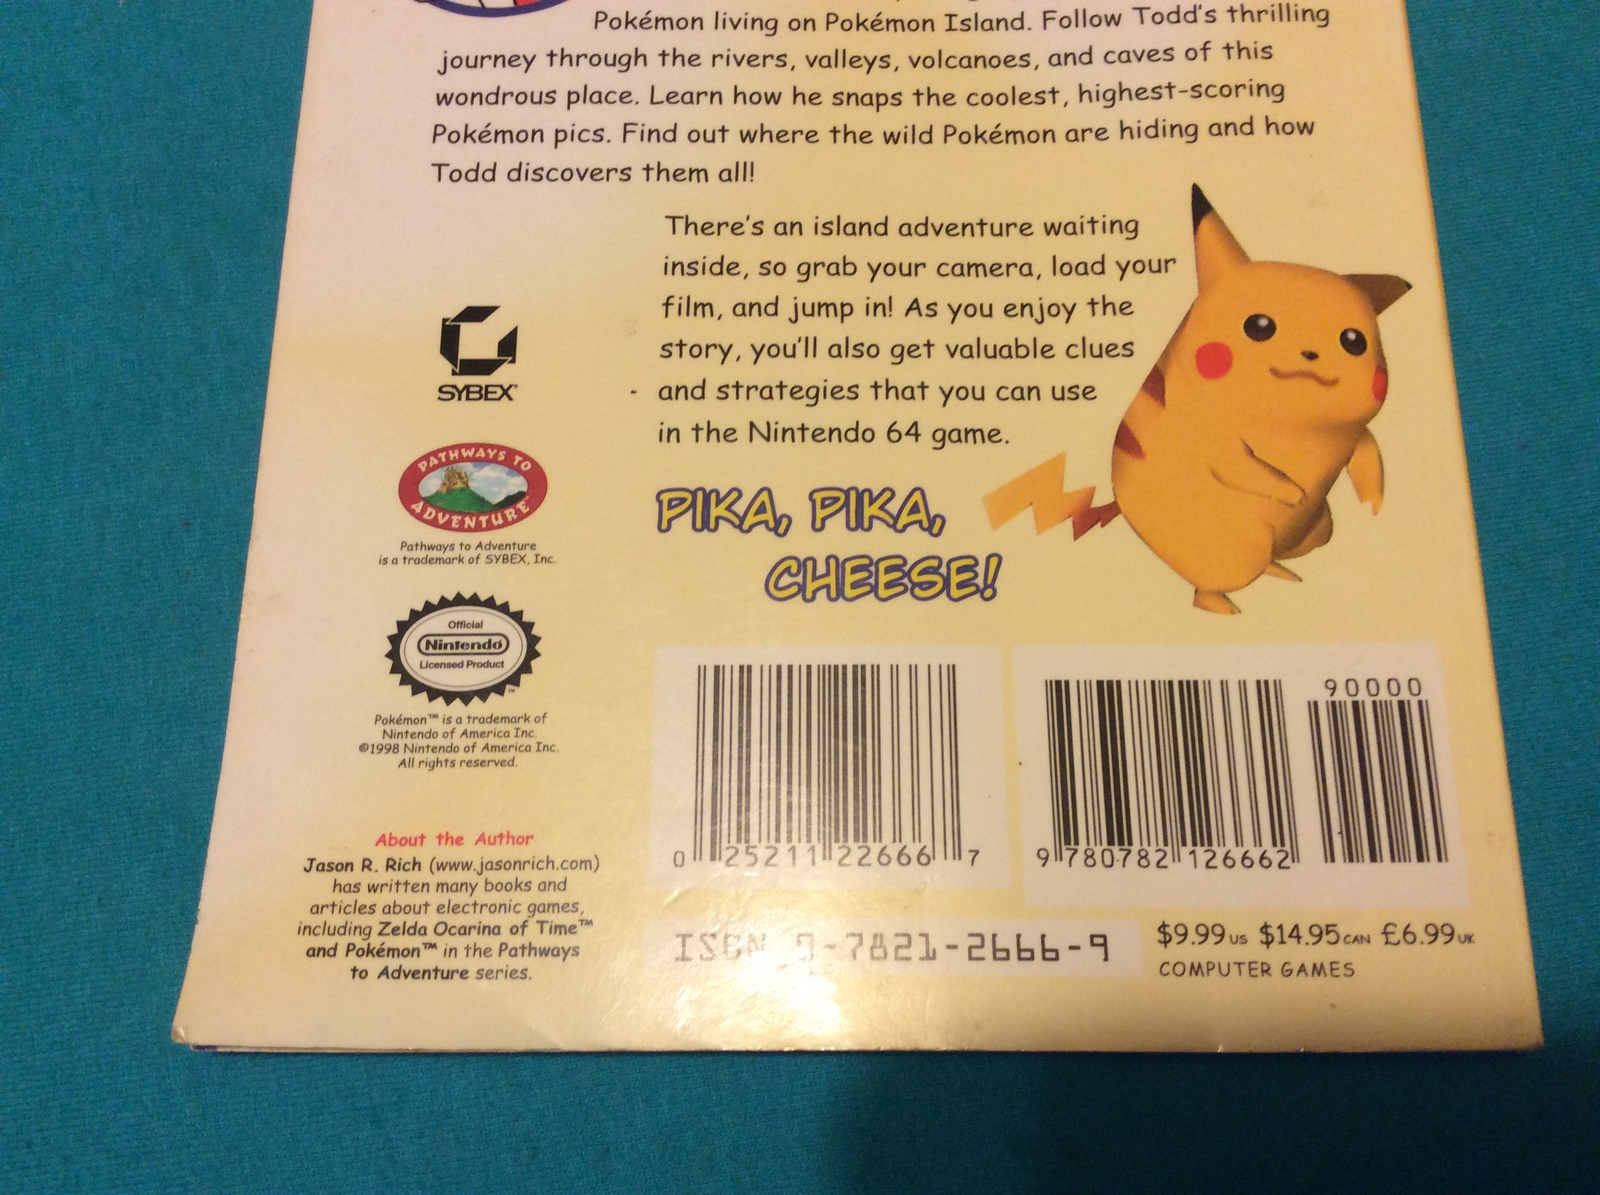 Pokémon living on Pokémon Island. Follow Todd's thrilling
journey through the rivers, valleys, volcanoes, and caves of this
wondrous place. Learn how he snaps the coolest, highest-scoring
Pokémon pics. Find out where the wild Pokémon are hiding and how
Todd discovers them all!
There's an island adventure waiting
inside, so grab your camera, load your
film, and jump in! As you enjoy the
story, you'll also get valuable clues
- and strategies that you can use
in the Nintendo 64 game.
PIKA, PIKA,
CHEESE!
SYBEX®
PATHWAYS TO
ADVENTURE™
Pathways to Adventure
is a trademark of SYBEX, Inc.
Official
Nintendo®
Licensed Product
™
Pokémon™ is a trademark of
Nintendo of America Inc.
©1998 Nintendo of America Inc.
All rights reserved.
About the Author
Jason R. Rich (www.jasonrich.com)
has written many books and
articles about electronic games,
including Zelda Ocarina of Time™
and Pokémon™ in the Pathways
to Adventure series.
0 25211 22666 7
90000
9 780782 126662
ISBN 0-7821-2666-9
$9.99 US $14.95 CAN £6.99 UK
COMPUTER GAMES